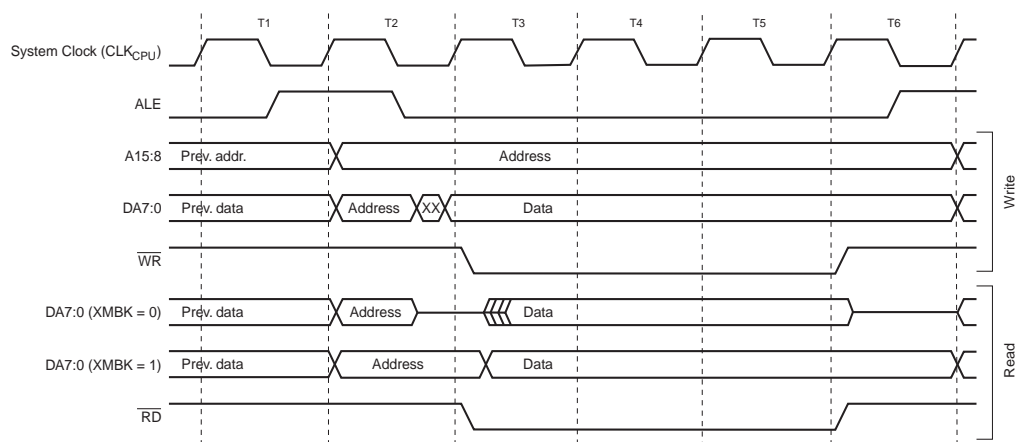 T1 T2 T3 T4 T5 T6
System Clock (CLKCPU)
ALE
A15:8 Prev. addr. Address
DA7:0 Prev. data Address XX Data
WR
Write
DA7:0 (XMBK = 0) Prev. data Address Data
DA7:0 (XMBK = 1) Prev. data Address Data
RD
Read